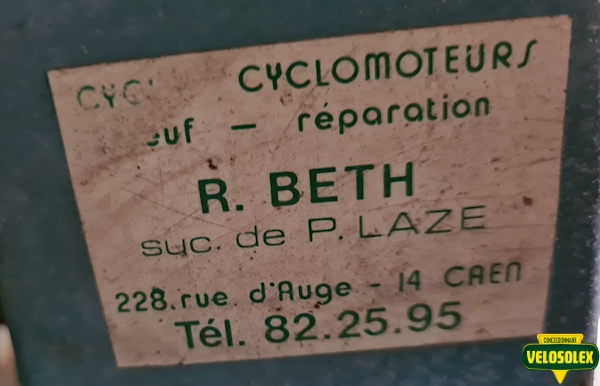 CYCLOMOTEURS
— réparation
R. BETH
suc. de P. LAZE
228. rue d'Auge - 14 CAEN
Tél. 82.25.95
CONCESSIONNAIRE
VELOSOLEX